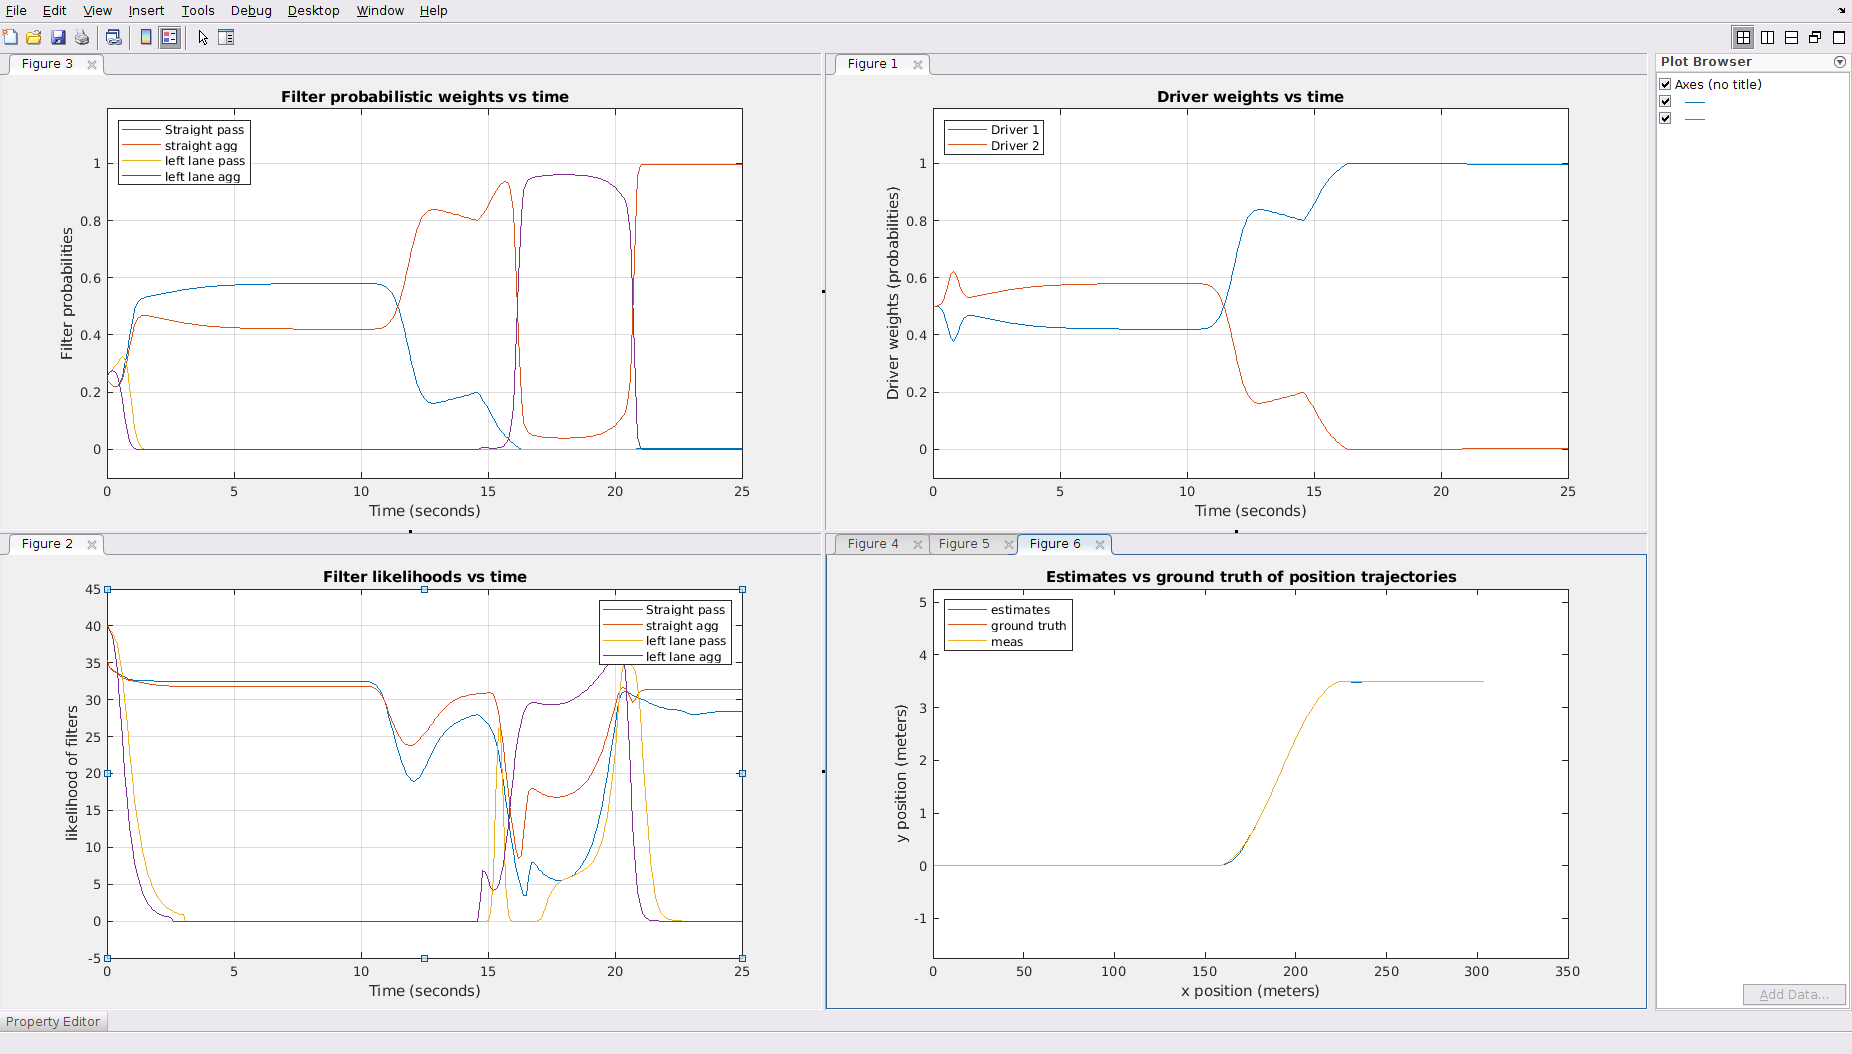 File Edit View Insert Tools Debug Desktop Window Help
Figure 3
Filter probabilistic weights vs time
Straight pass
straight agg
left lane pass
left lane agg
Filter probabilities
1
0.8
0.6
0.4
0.2
0
0 5 10 15 20 25
Time (seconds)
Figure 1
Driver weights vs time
Driver 1
Driver 2
Driver weights (probabilities)
1
0.8
0.6
0.4
0.2
0
0 5 10 15 20 25
Time (seconds)
Plot Browser
Axes (no title)
Figure 2
Filter likelihoods vs time
Straight pass
straight agg
left lane pass
left lane agg
likelihood of filters
45
40
35
30
25
20
15
10
5
0
-5
0 5 10 15 20 25
Time (seconds)
Figure 4 Figure 5 Figure 6
Estimates vs ground truth of position trajectories
estimates
ground truth
meas
y position (meters)
5
4
3
2
1
0
-1
0 50 100 150 200 250 300 350
x position (meters)
Add Data...
Property Editor